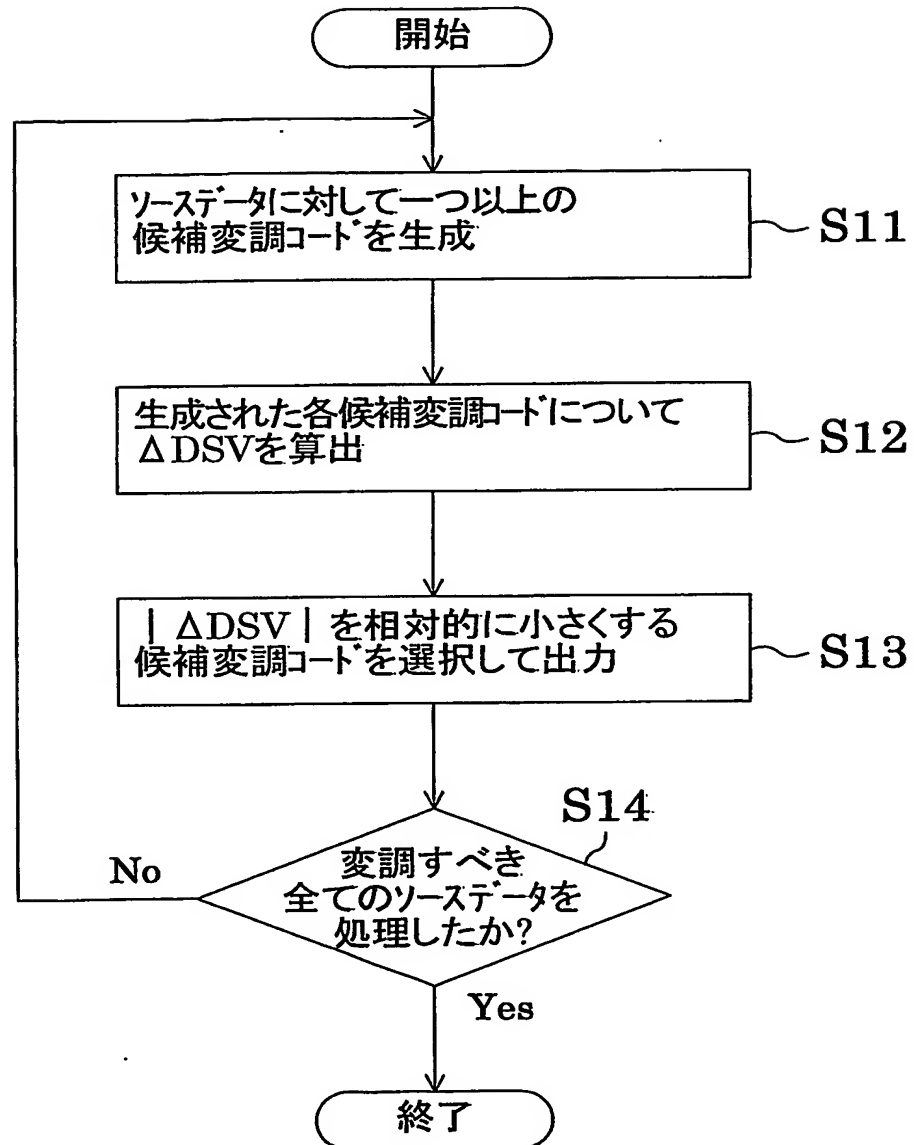 開始
ソースデータに対して一つ以上の
候補変調コードを生成
S11
生成された各候補変調コードについて
ΔDSVを算出
S12
| ΔDSV | を相対的に小さくする
候補変調コードを選択して出力
S13
S14
変調すべき
全てのソースデータを
処理したか?
No
Yes
終了